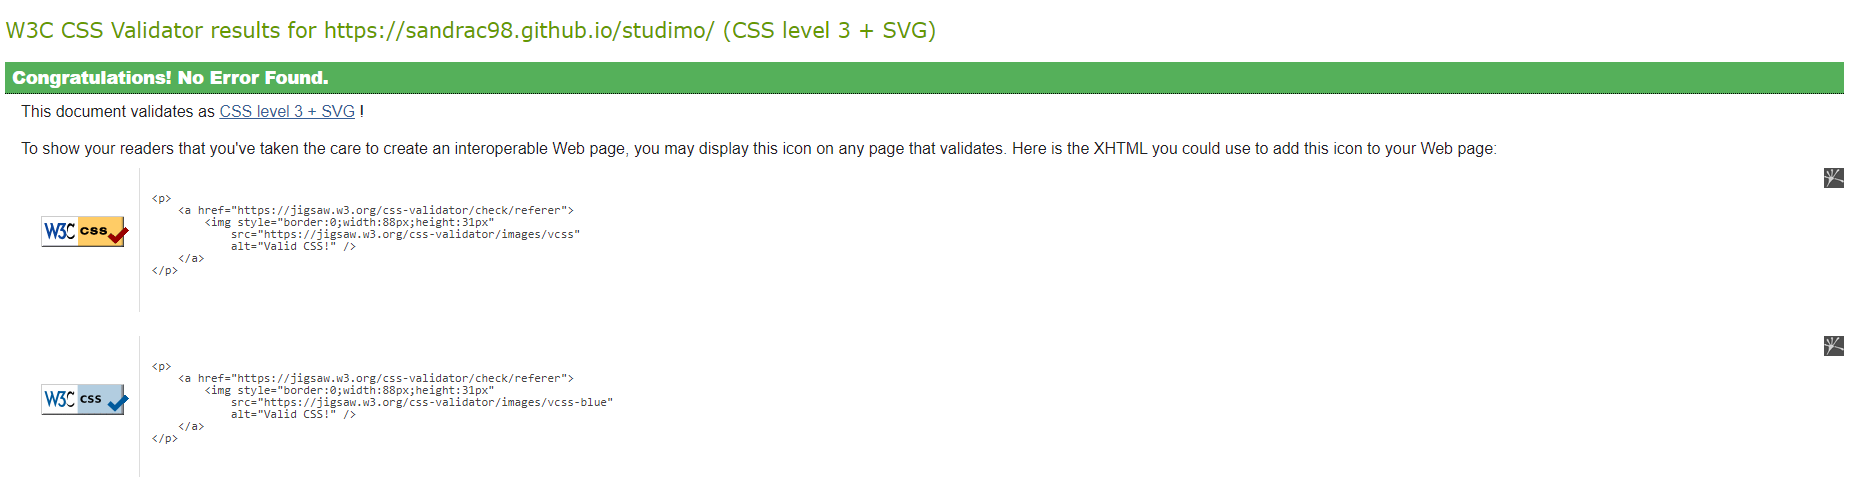 W3C CSS Validator results for https://sandrac98.github.io/studimo/ (CSS level 3 + SVG)
Congratulations! No Error Found.
This document validates as CSS level 3 + SVG !
To show your readers that you've taken the care to create an interoperable Web page, you may display this icon on any page that validates. Here is the XHTML you could use to add this icon to your Web page:
W3C css
<p>
    <a href="https://jigsaw.w3.org/css-validator/check/referer">
        <img style="border:0;width:88px;height:31px"
            src="https://jigsaw.w3.org/css-validator/images/vcss"
            alt="Valid CSS!" />
    </a>
</p>
W3C css
<p>
    <a href="https://jigsaw.w3.org/css-validator/check/referer">
        <img style="border:0;width:88px;height:31px"
            src="https://jigsaw.w3.org/css-validator/images/vcss-blue"
            alt="Valid CSS!" />
    </a>
</p>